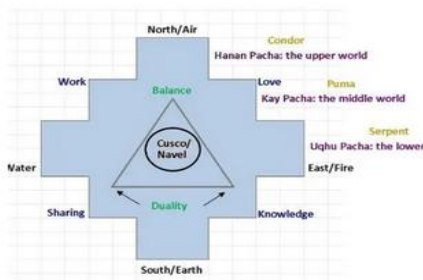 North/Air
Condor
Hanan Pacha: the upper world
Work
Love
Puma
Balance
Kay Pacha: the middle world
Serpent
Cusco/
Navel
Uqhu Pacha: the lower
Water
East/Fire
Sharing
Duality
Knowledge
South/Earth